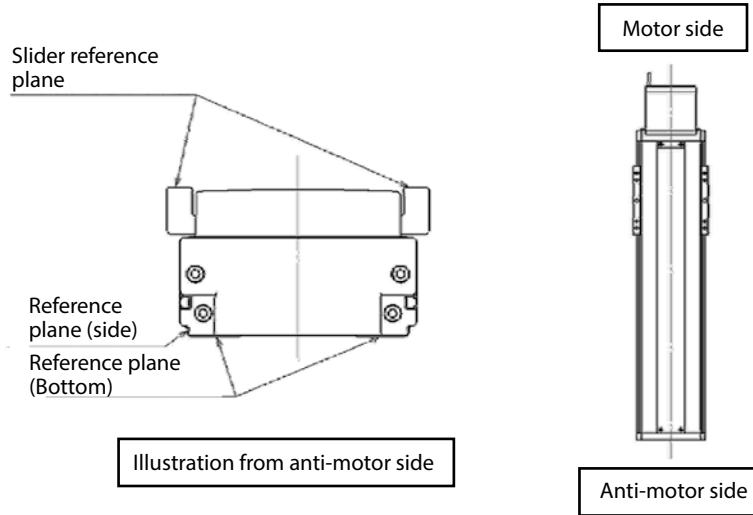 Motor side
Slider reference
plane
Reference
plane (side)
Reference plane
(Bottom)
Illustration from anti-motor side
Anti-motor side